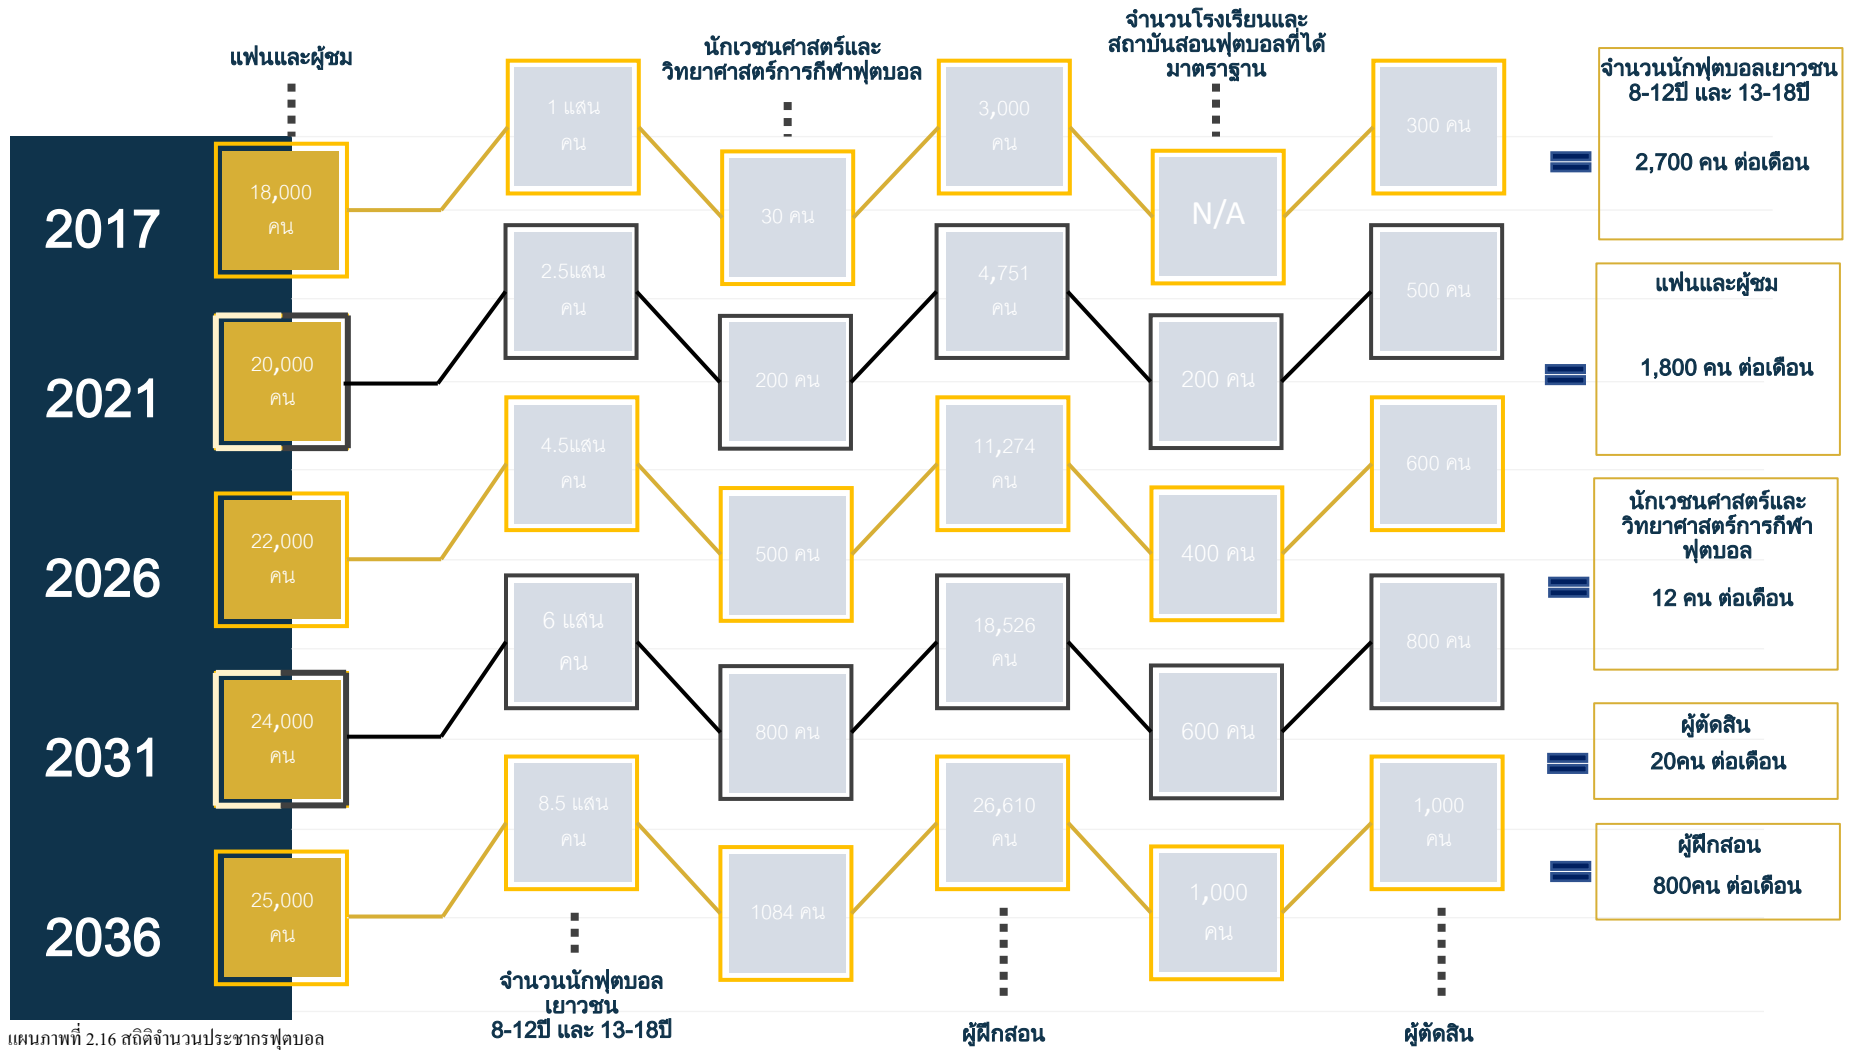 แฟนและผู้ชม
นักเวชนศาสตร์และ
วิทยาศาสตร์การกีฬาฟุตบอล
จำนวนโรงเรียนและ
สถาบันสอนฟุตบอลที่ได้
มาตราฐาน
2017
18,000
คน
1 แสน
คน
30 คน
3,000
คน
N/A
300 คน
จำนวนนักฟุตบอลเยาวชน
8-12ปี และ 13-18ปี
2,700 คน ต่อเดือน
2021
20,000
คน
2.5แสน
คน
200 คน
4,751
คน
200 คน
500 คน
แฟนและผู้ชม
1,800 คน ต่อเดือน
2026
22,000
คน
4.5แสน
คน
500 คน
11,274
คน
400 คน
600 คน
นักเวชนศาสตร์และ
วิทยาศาสตร์การกีฬา
ฟุตบอล
12 คน ต่อเดือน
2031
24,000
คน
6 แสน
คน
800 คน
18,526
คน
600 คน
800 คน
ผู้ตัดสิน
20คน ต่อเดือน
2036
25,000
คน
8.5 แสน
คน
1084 คน
26,610
คน
1,000
คน
1,000
คน
ผู้ฝึกสอน
800คน ต่อเดือน
จำนวนนักฟุตบอล
เยาวชน
8-12ปี และ 13-18ปี
ผู้ฝึกสอน
ผู้ตัดสิน
แผนภาพที่ 2.16 สถิติจำนวนประชากรฟุตบอล